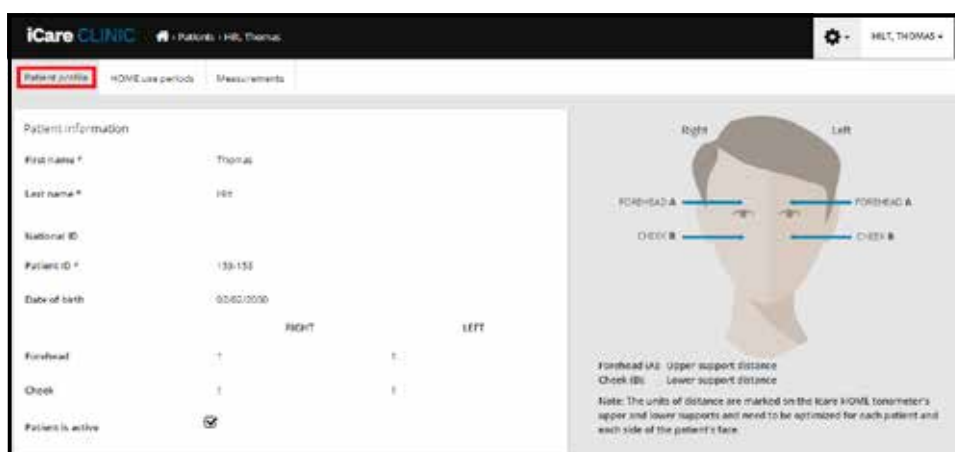 iCare CLINIC
Patients
Hilt, Thomas
HILT, THOMAS
Patient profile
HOME use periods
Measurements
Patient information
First name *
Thomas
Last name *
Hilt
National ID
Patient ID *
Date of birth
RIGHT
LEFT
Forehead
1
1
Cheek
1
1
Patient is active
Right
Left
FOREHEAD A
FOREHEAD A
CHEEK B
CHEEK B
Forehead (A): Upper support distance
Cheek (B): Lower support distance
Note: The units of distance are marked on the Icare HOME tonometer's
upper and lower supports and need to be optimized for each patient and
each side of the patient's face.